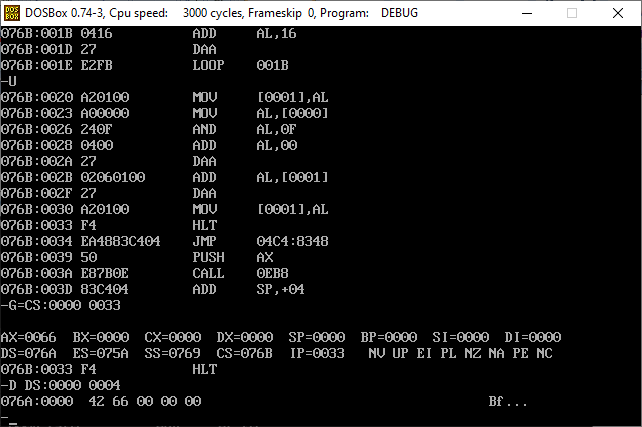 DOSBox 0.74-3, Cpu speed: 3000 cycles, Frameskip 0, Program: DEBUG
076B:001B 0416 ADD AL,16
076B:001D 27 DAA
076B:001E E2FB LOOP 001B
-U
076B:0020 A20100 MOV [0001],AL
076B:0023 A00000 MOV AL,[0000]
076B:0026 240F AND AL,0F
076B:0028 0400 ADD AL,00
076B:002A 27 DAA
076B:002B 02060100 ADD AL,[0001]
076B:002F 27 DAA
076B:0030 A20100 MOV [0001],AL
076B:0033 F4 HLT
076B:0034 EA4883C404 JMP 04C4:8348
076B:0039 50 PUSH AX
076B:003A E87B0E CALL 0EB8
076B:003D 83C404 ADD SP,+04
-G=CS:0000 0033
AX=0066 BX=0000 CX=0000 DX=0000 SP=0000 BP=0000 SI=0000 DI=0000
DS=076A ES=075A SS=0769 CS=076B IP=0033 NV UP EI PL NZ NA PE NC
076B:0033 F4 HLT
-D DS:0000 0004
076A:0000 42 66 00 00 00 Bf...
-_